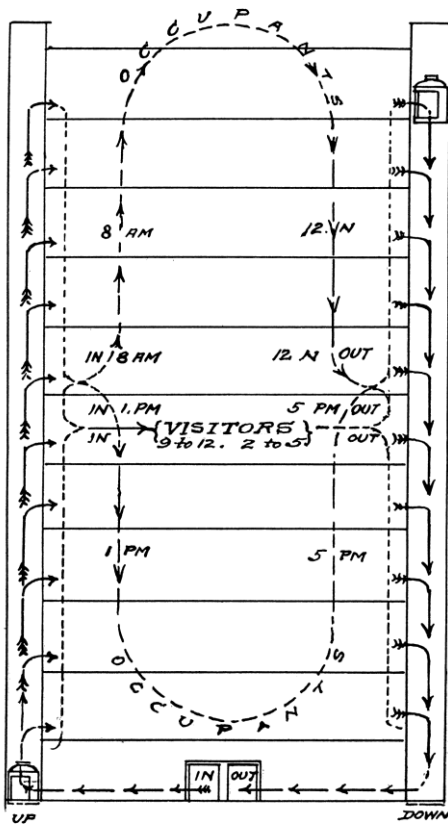 OCCUPANTS
8 AM 12. N
IN 8 AM 12 N OUT
IN 1. PM 5 PM OUT
IN {VISITORS} OUT
9 to 12. 2 to 5
1 PM 5 PM
OCCUPANTS
IN OUT
UP DOWN